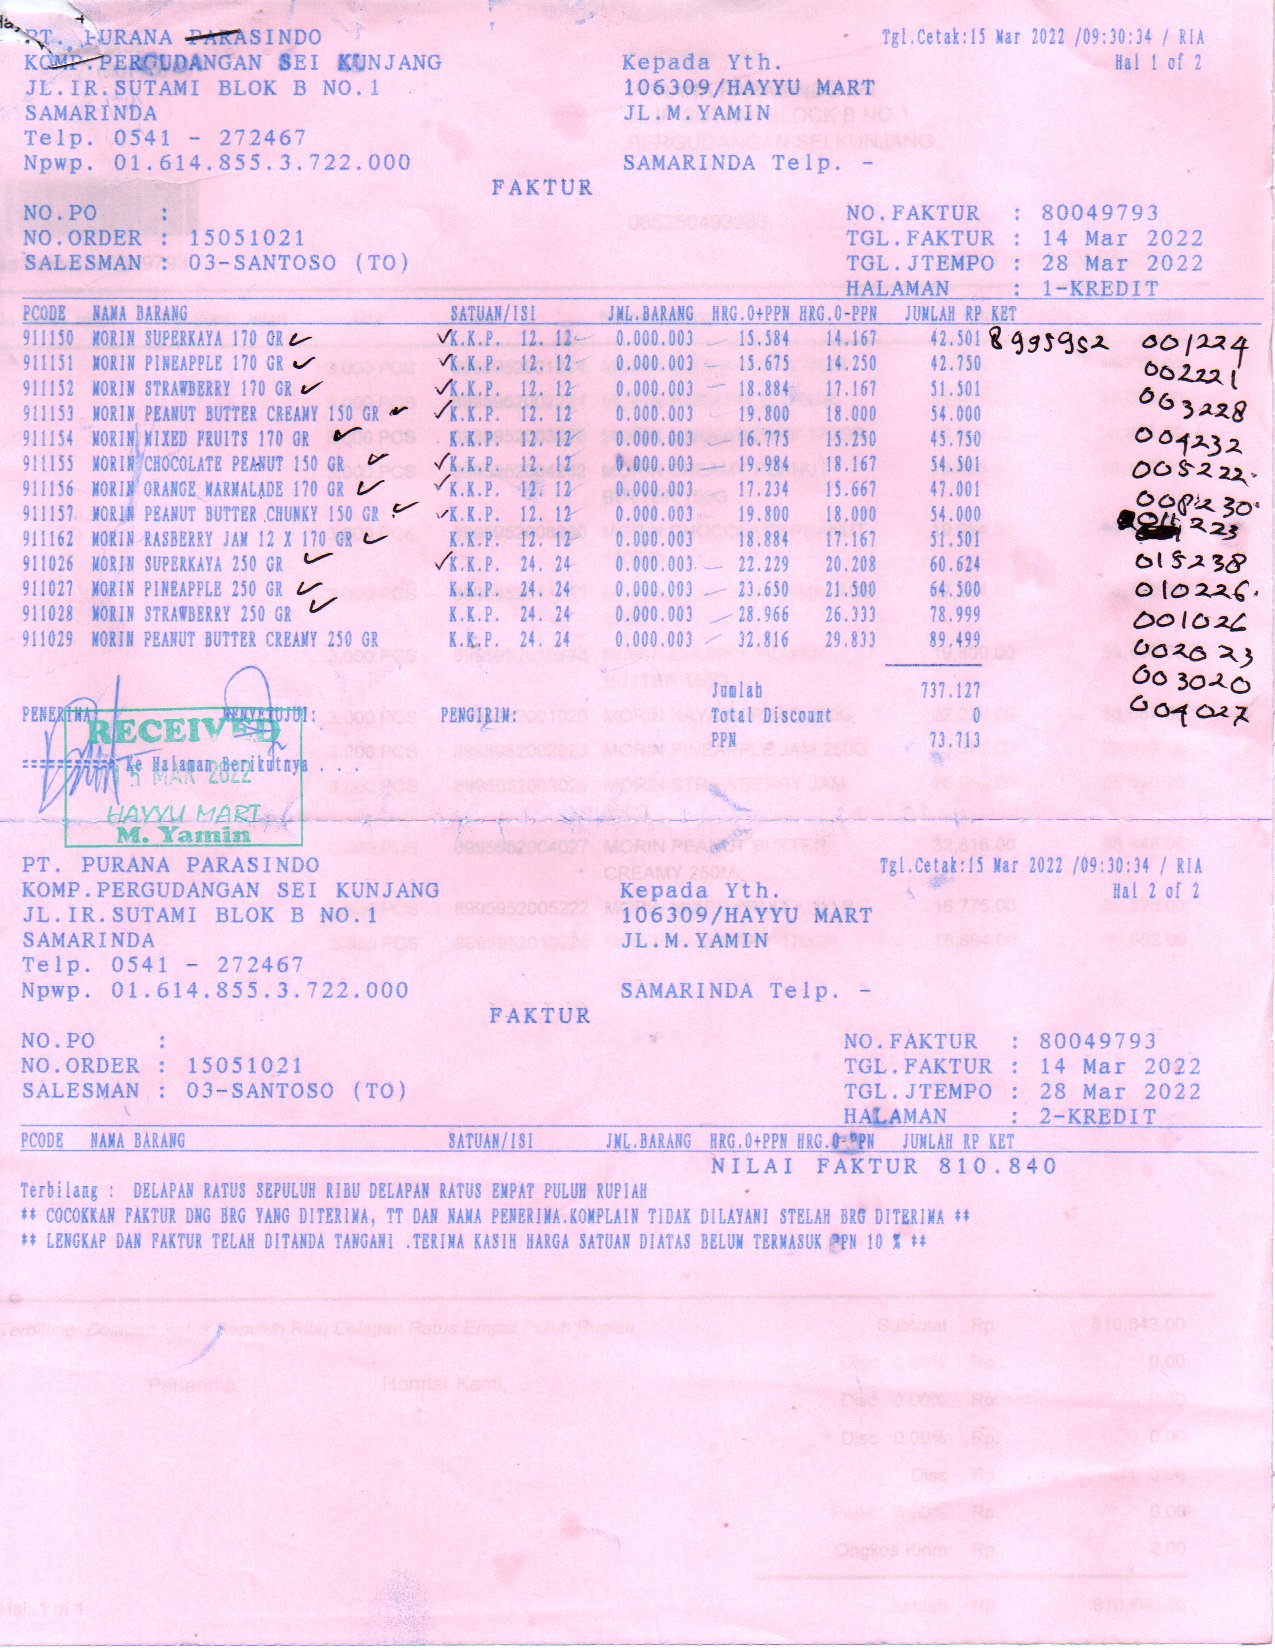 PT. PURANA PARASINDO Tgl.Cetak:15 Mar 2022 /09:30:34 / RIA
KOMP.PERGUDANGAN SEI KUNJANG Kepada Yth. Hal 1 of 2
JL.IR.SUTAMI BLOK B NO.1 106309/HAYYU MART
SAMARINDA JL.M.YAMIN
Telp. 0541 - 272467
Npwp. 01.614.855.3.722.000 SAMARINDA Telp. -
FAKTUR
NO.PO : NO.FAKTUR : 80049793
NO.ORDER : 15051021 TGL.FAKTUR : 14 Mar 2022
SALESMAN : 03-SANTOSO (TO) TGL.JTEMPO : 28 Mar 2022
HALAMAN : 1-KREDIT
PCODE NAMA BARANG SATUAN/ISI JML.BARANG HRG.0+PPN HRG.0-PPN JUMLAH RP KET
911150 MORIN SUPERKAYA 170 GR K.K.P. 12. 12 0.000.003 15.584 14.167 42.501 8995952 001224
911151 MORIN PINEAPPLE 170 GR K.K.P. 12. 12 0.000.003 15.675 14.250 42.750 002221
911152 MORIN STRAWBERRY 170 GR K.K.P. 12. 12 0.000.003 18.884 17.167 51.501 003228
911153 MORIN PEANUT BUTTER CREAMY 150 GR K.K.P. 12. 12 0.000.003 19.800 18.000 54.000 004232
911154 MORIN MIXED FRUITS 170 GR K.K.P. 12. 12 0.000.003 16.775 15.250 45.750 005222
911155 MORIN CHOCOLATE PEANUT 150 GR K.K.P. 12. 12 0.000.003 19.984 18.167 54.501 008230
911156 MORIN ORANGE MARMALADE 170 GR K.K.P. 12. 12 0.000.003 17.234 15.667 47.001 223
911157 MORIN PEANUT BUTTER CHUNKY 150 GR K.K.P. 12. 12 0.000.003 19.800 18.000 54.000 015238
911162 MORIN RASBERRY JAM 12 X 170 GR K.K.P. 12. 12 0.000.003 18.884 17.167 51.501 010226
911026 MORIN SUPERKAYA 250 GR K.K.P. 24. 24 0.000.003 22.229 20.208 60.624 001026
911027 MORIN PINEAPPLE 250 GR K.K.P. 24. 24 0.000.003 23.650 21.500 64.500 002023
911028 MORIN STRAWBERRY 250 GR K.K.P. 24. 24 0.000.003 28.966 26.333 78.999 003020
911029 MORIN PEANUT BUTTER CREAMY 250 GR K.K.P. 24. 24 0.000.003 32.816 29.833 89.499 004027
Jumlah 737.127
PENERIMA: MENYETUJUI: PENGIRIM: Total Discount 0
RECEIVED
PPN 73.713
========== Ke Halaman Berikutnya . . .
15 MAR 2022
HAYYU MART
M. Yamin
PT. PURANA PARASINDO Tgl.Cetak:15 Mar 2022 /09:30:34 / RIA
KOMP.PERGUDANGAN SEI KUNJANG Kepada Yth. Hal 2 of 2
JL.IR.SUTAMI BLOK B NO.1 106309/HAYYU MART
SAMARINDA JL.M.YAMIN
Telp. 0541 - 272467
Npwp. 01.614.855.3.722.000 SAMARINDA Telp. -
FAKTUR
NO.PO : NO.FAKTUR : 80049793
NO.ORDER : 15051021 TGL.FAKTUR : 14 Mar 2022
SALESMAN : 03-SANTOSO (TO) TGL.JTEMPO : 28 Mar 2022
HALAMAN : 2-KREDIT
PCODE NAMA BARANG SATUAN/ISI JML.BARANG HRG.0+PPN HRG.0-PPN JUMLAH RP KET
NILAI FAKTUR 810.840
Terbilang : DELAPAN RATUS SEPULUH RIBU DELAPAN RATUS EMPAT PULUH RUPIAH
** COCOKKAN FAKTUR DNG BRG YANG DITERIMA, TT DAN NAMA PENERIMA.KOMPLAIN TIDAK DILAYANI STELAH BRG DITERIMA **
** LENGKAP DAN FAKTUR TELAH DITANDA TANGANI .TERIMA KASIH HARGA SATUAN DIATAS BELUM TERMASUK PPN 10 % **